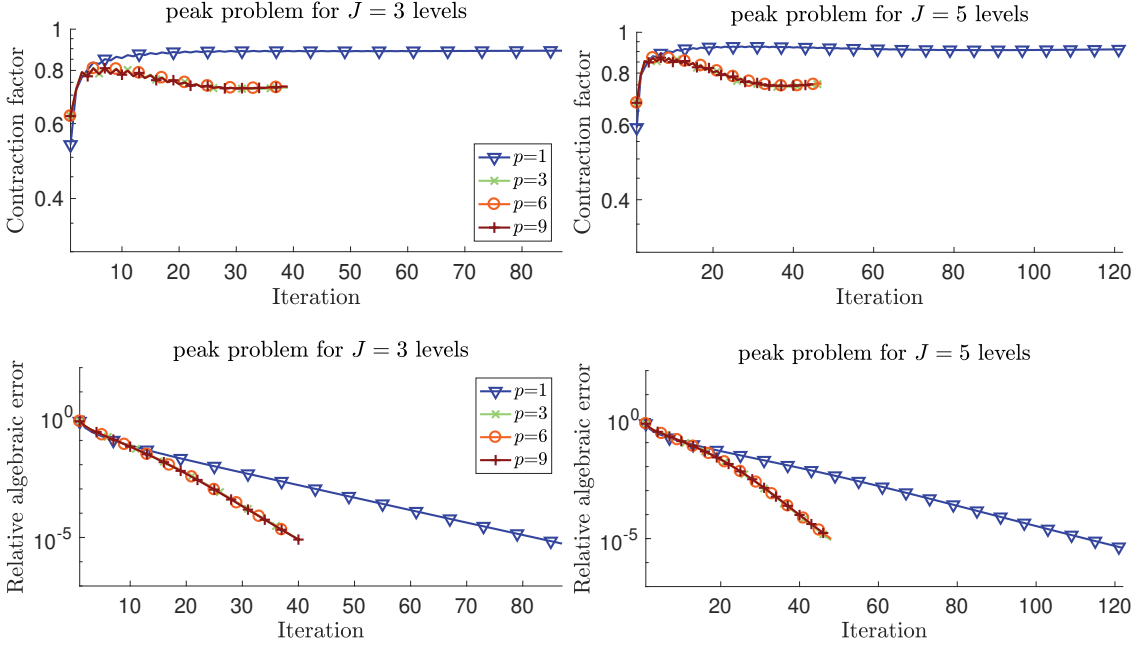 peak problem for J = 3 levels
Contraction factor
1
0.8
0.6
0.4
p=1
p=3
p=6
p=9
10 20 30 40 50 60 70 80
Iteration
peak problem for J = 5 levels
Contraction factor
1
0.8
0.6
0.4
20 40 60 80 100 120
Iteration
peak problem for J = 3 levels
Relative algebraic error
10^0
10^-5
p=1
p=3
p=6
p=9
10 20 30 40 50 60 70 80
Iteration
peak problem for J = 5 levels
Relative algebraic error
10^0
10^-5
20 40 60 80 100 120
Iteration